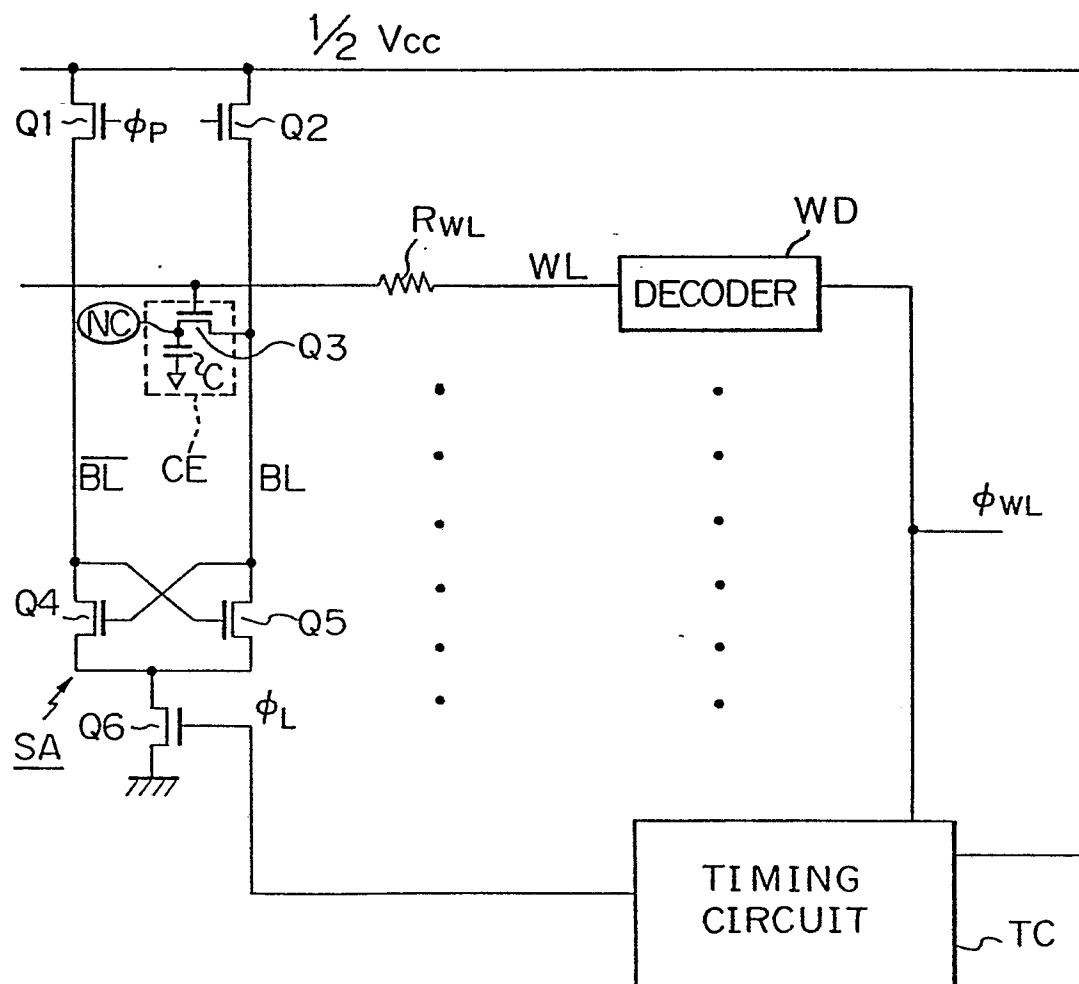 1/2 Vcc
Q1
ϕP
Q2
RWL
WL
WD
DECODER
NC
Q3
C
CE
B̅L̅
BL
ϕWL
Q4
Q5
SA
Q6
ϕL
TIMING
CIRCUIT
TC